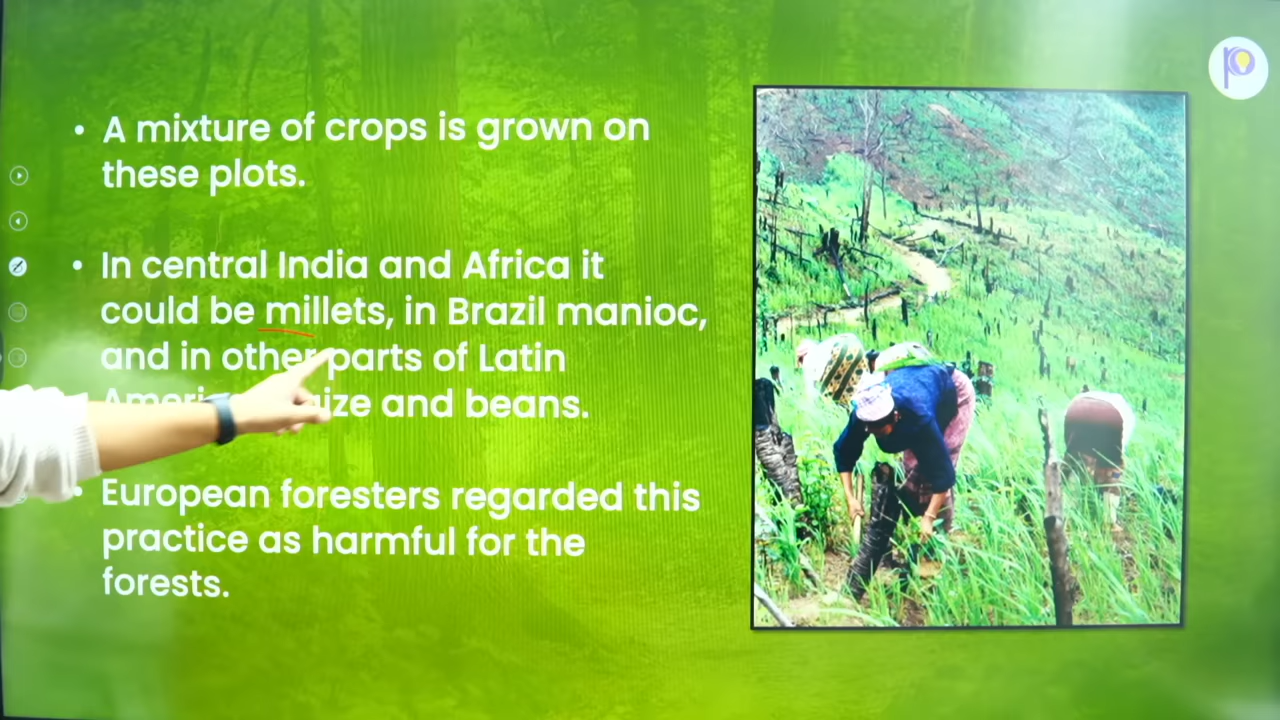 • A mixture of crops is grown on
these plots.
• In central India and Africa it
could be millets, in Brazil manioc,
and in other parts of Latin
and beans.
• European foresters regarded this
practice as harmful for the
forests.